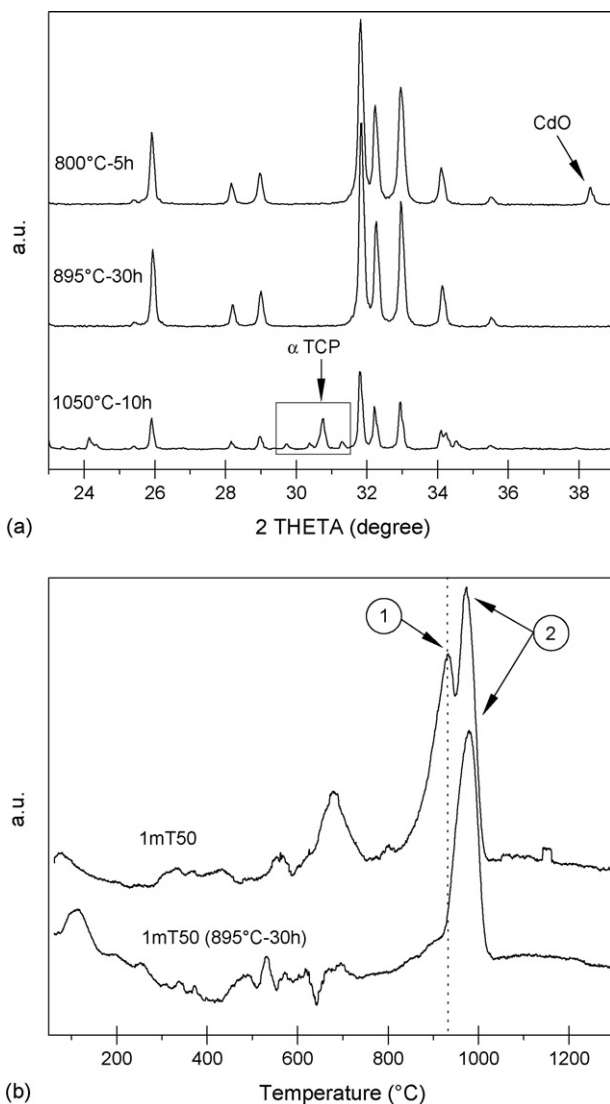 CdO
800°C-5h
a.u.
895°C-30h
α TCP
1050°C-10h
24 26 28 30 32 34 36 38
(a) 2 THETA (degree)
1
2
a.u.
1mT50
1mT50 (895°C-30h)
200 400 600 800 1000 1200
(b) Temperature (°C)